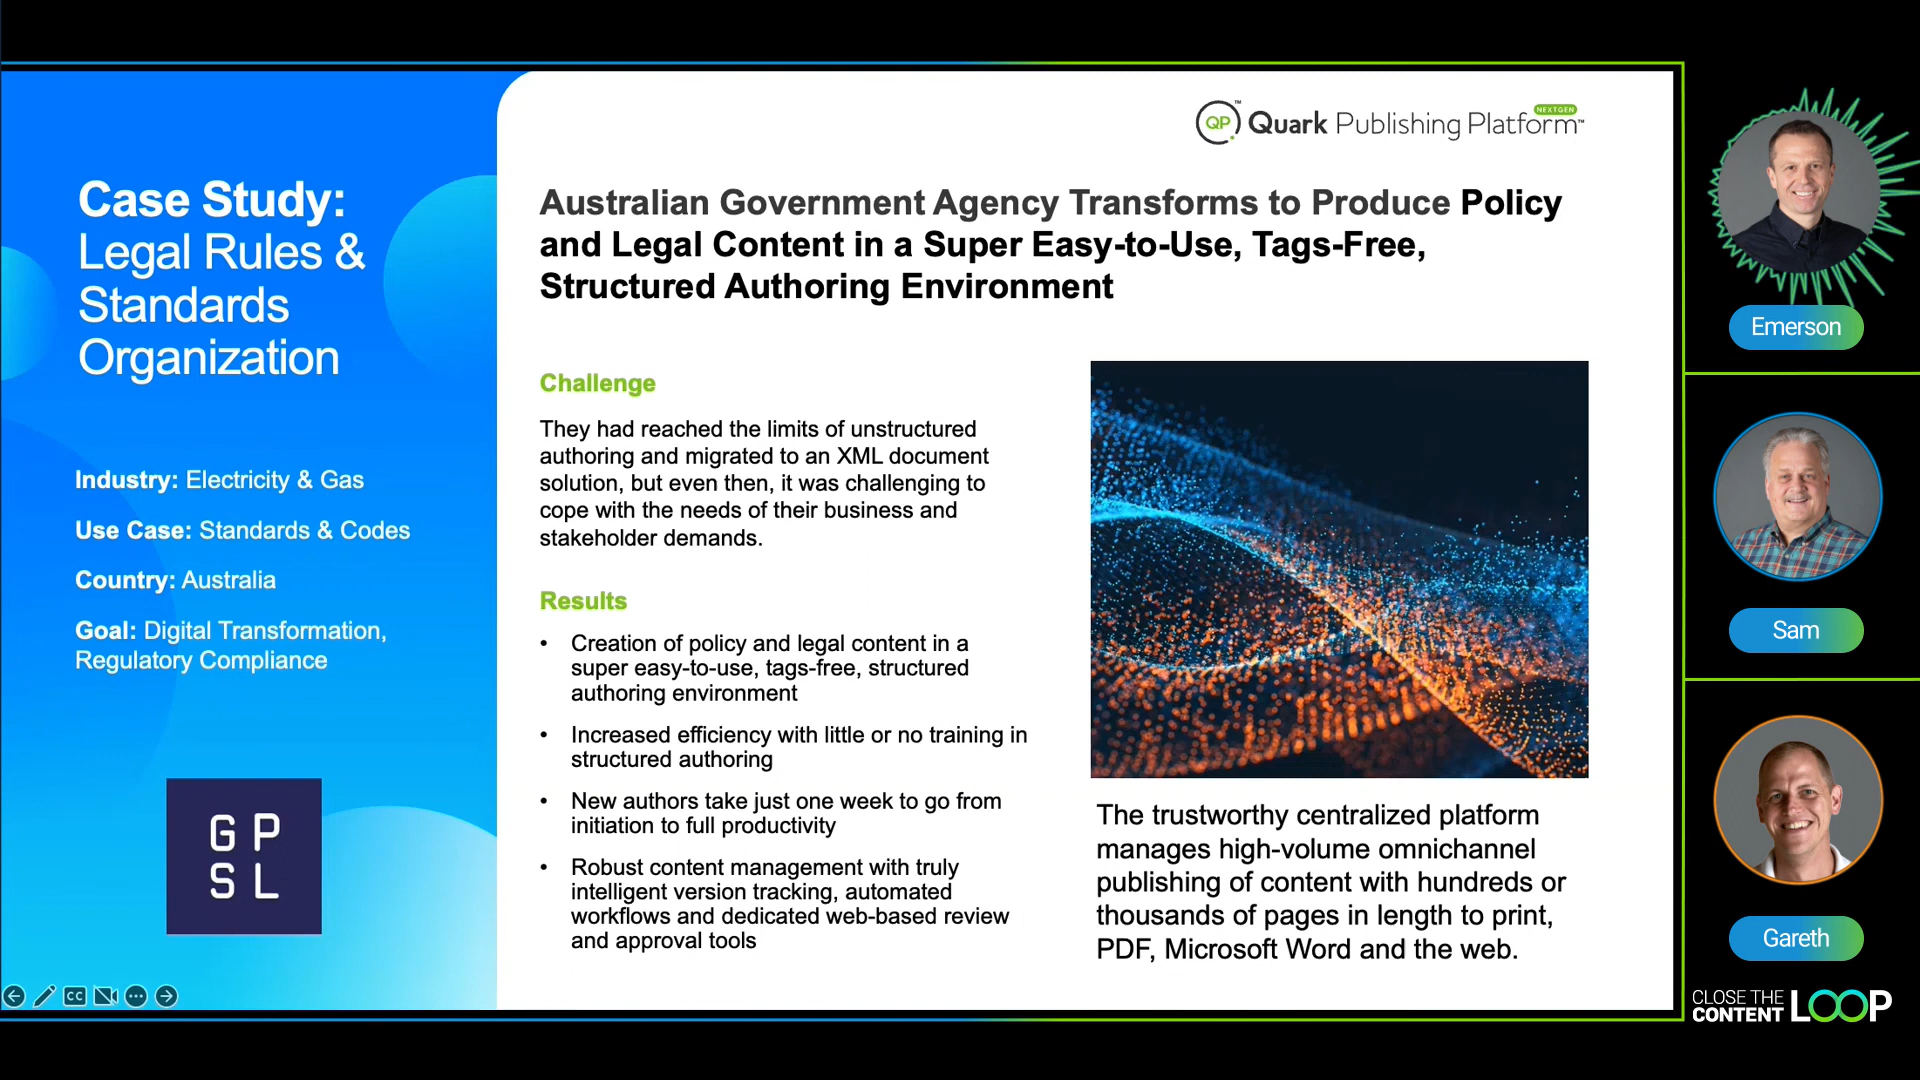 Case Study:
Legal Rules &
Standards
Organization
Industry: Electricity & Gas
Use Case: Standards & Codes
Country: Australia
Goal: Digital Transformation,
Regulatory Compliance
G P
S L
QP Quark Publishing Platform™ NEXTGEN
Australian Government Agency Transforms to Produce Policy
and Legal Content in a Super Easy-to-Use, Tags-Free,
Structured Authoring Environment
Challenge
They had reached the limits of unstructured
authoring and migrated to an XML document
solution, but even then, it was challenging to
cope with the needs of their business and
stakeholder demands.
Results
• Creation of policy and legal content in a
super easy-to-use, tags-free, structured
authoring environment
• Increased efficiency with little or no training in
structured authoring
• New authors take just one week to go from
initiation to full productivity
• Robust content management with truly
intelligent version tracking, automated
workflows and dedicated web-based review
and approval tools
The trustworthy centralized platform
manages high-volume omnichannel
publishing of content with hundreds or
thousands of pages in length to print,
PDF, Microsoft Word and the web.
CC
Emerson
Sam
Gareth
CLOSE THE
CONTENT LOOP